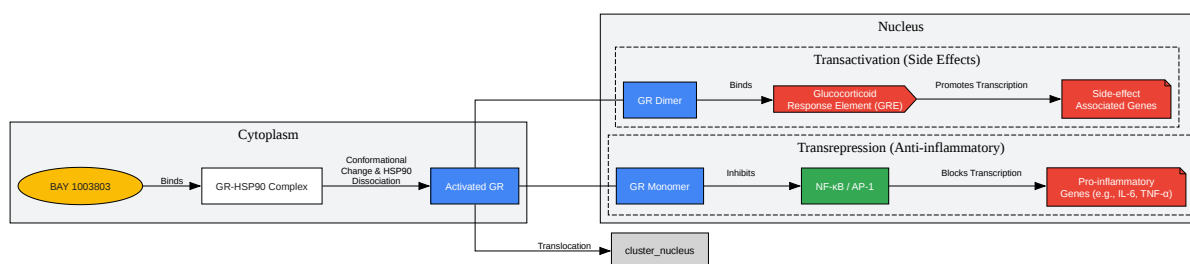 Nucleus
Transactivation (Side Effects)
GR Dimer
Binds
Glucocorticoid
Response Element (GRE)
Promotes Transcription
Side-effect
Associated Genes
Cytoplasm
BAY 1003803
Binds
GR-HSP90 Complex
Conformational
Change & HSP90
Dissociation
Activated GR
Transrepression (Anti-inflammatory)
GR Monomer
Inhibits
NF-κB / AP-1
Blocks Transcription
Pro-inflammatory
Genes (e.g., IL-6, TNF-α)
Translocation
cluster_nucleus